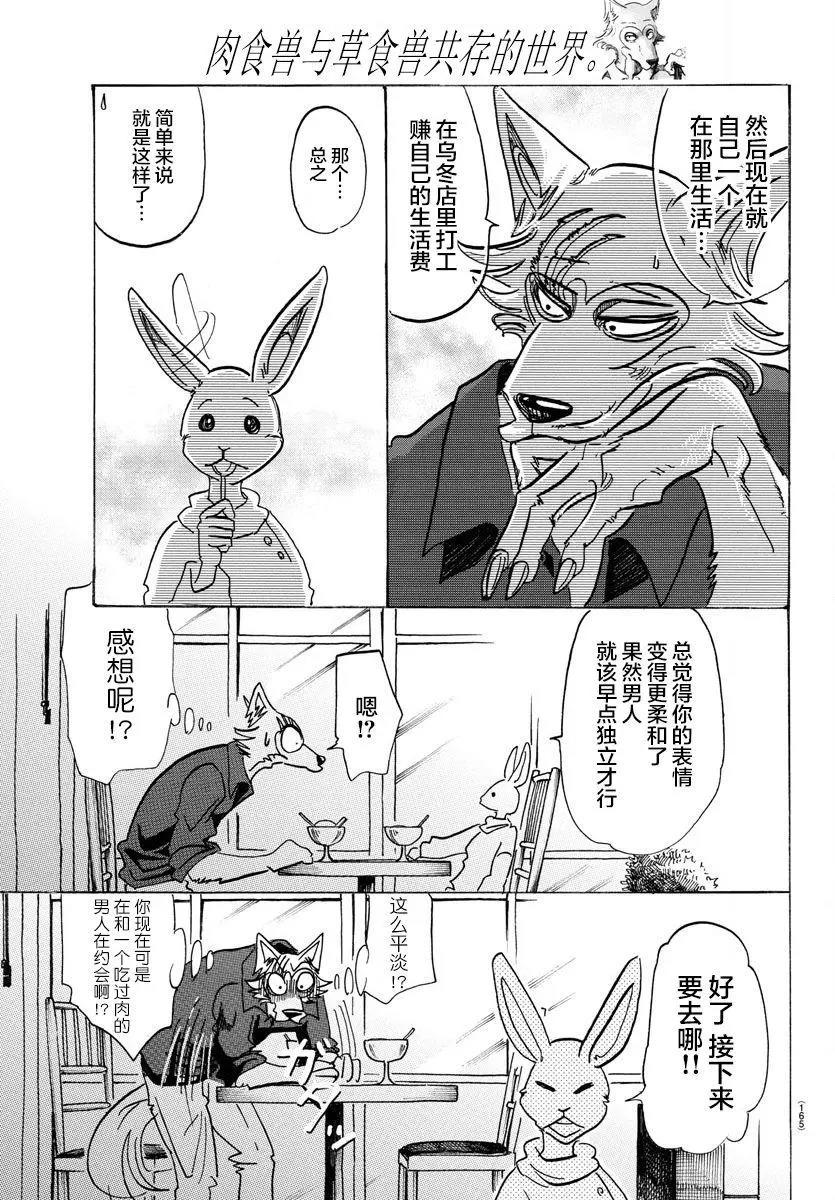 肉食兽与草食兽共存的世界。
然后现在就
自己一个
在那里生活…
在乌冬店里打工
赚自己的生活费
那个…
总之
简单来说
就是这样了…
总觉得你的表情
变得更柔和了
果然男人
就该早点独立才行
嗯!?
感想呢!?
好了 接下来
要去哪!!
这么平淡!?
你现在可是
在和一个吃过肉的
男人在约会啊!?
ガタ
ガタ
(165)